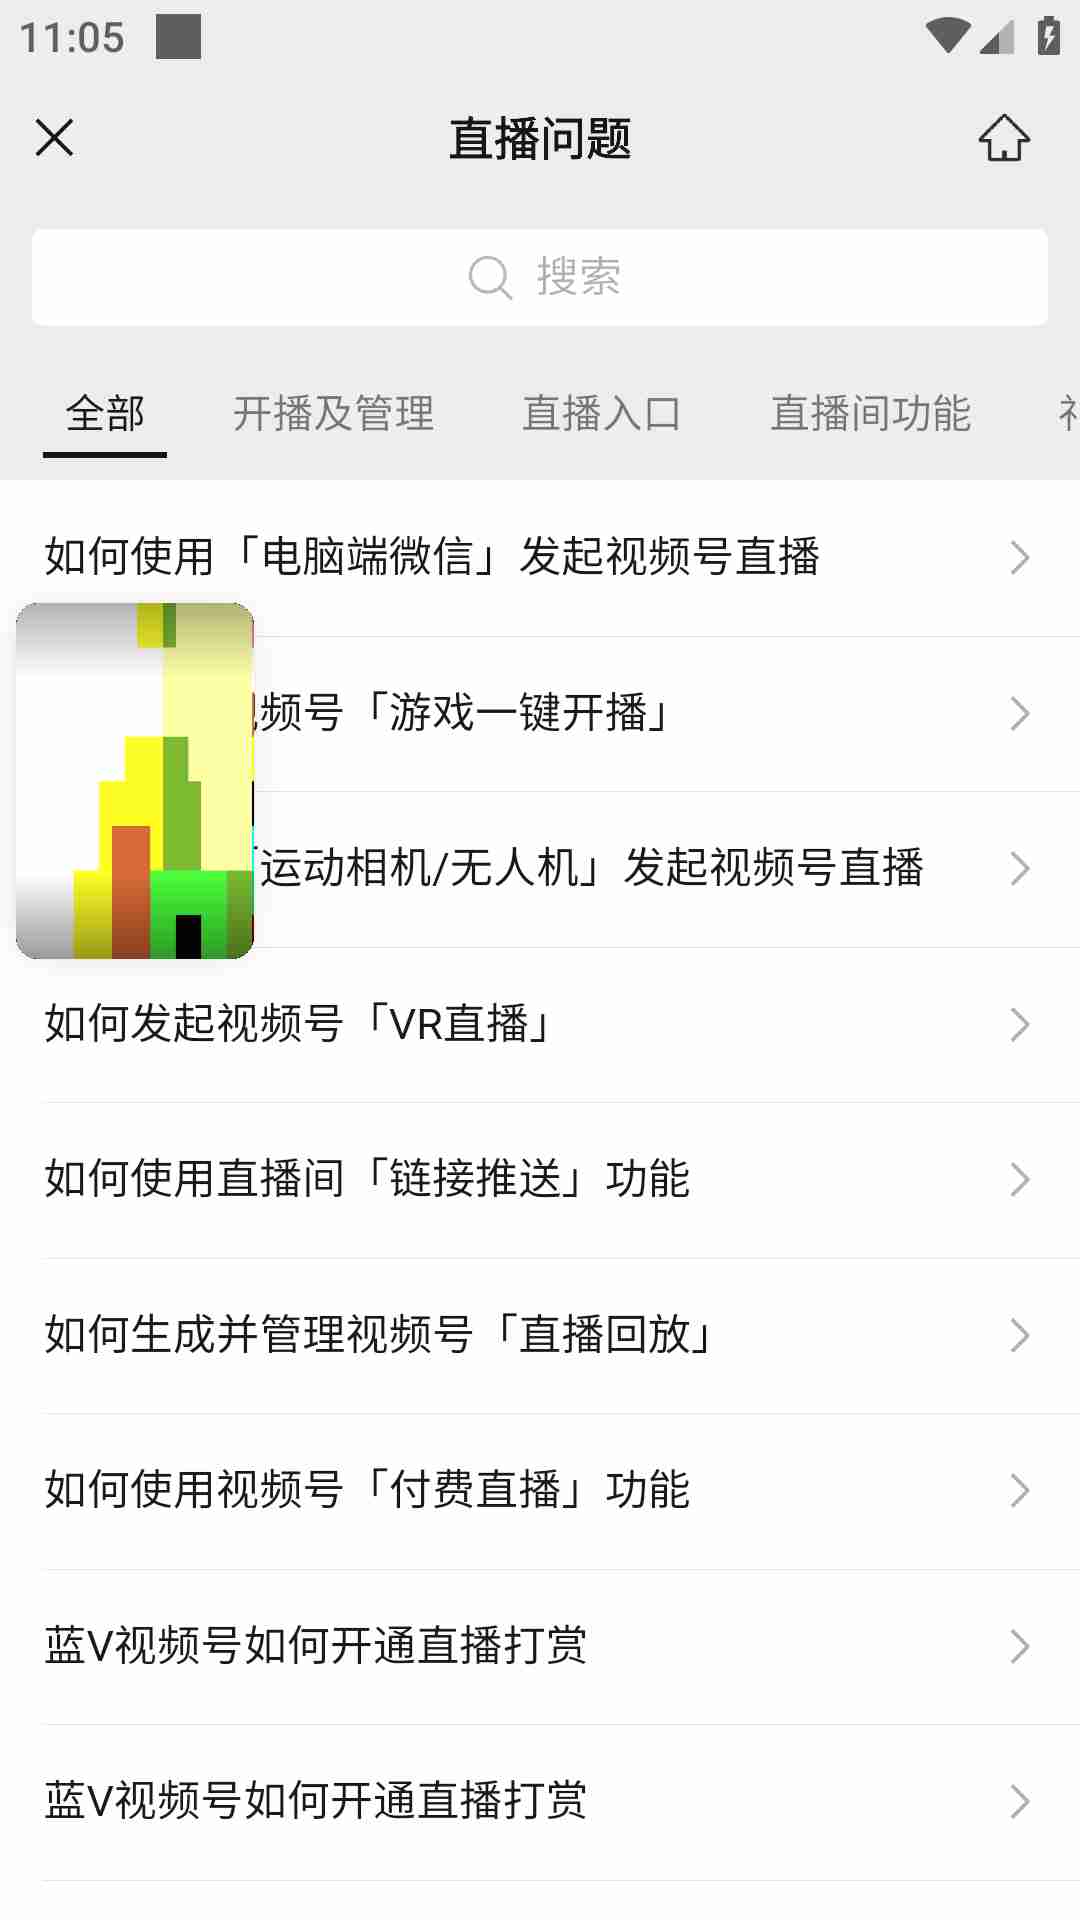 11:05
直播问题
搜索
全部 开播及管理 直播入口 直播间功能
如何使用「电脑端微信」发起视频号直播
频号「游戏一键开播」
运动相机/无人机」发起视频号直播
如何发起视频号「VR直播」
如何使用直播间「链接推送」功能
如何生成并管理视频号「直播回放」
如何使用视频号「付费直播」功能
蓝V视频号如何开通直播打赏
蓝V视频号如何开通直播打赏